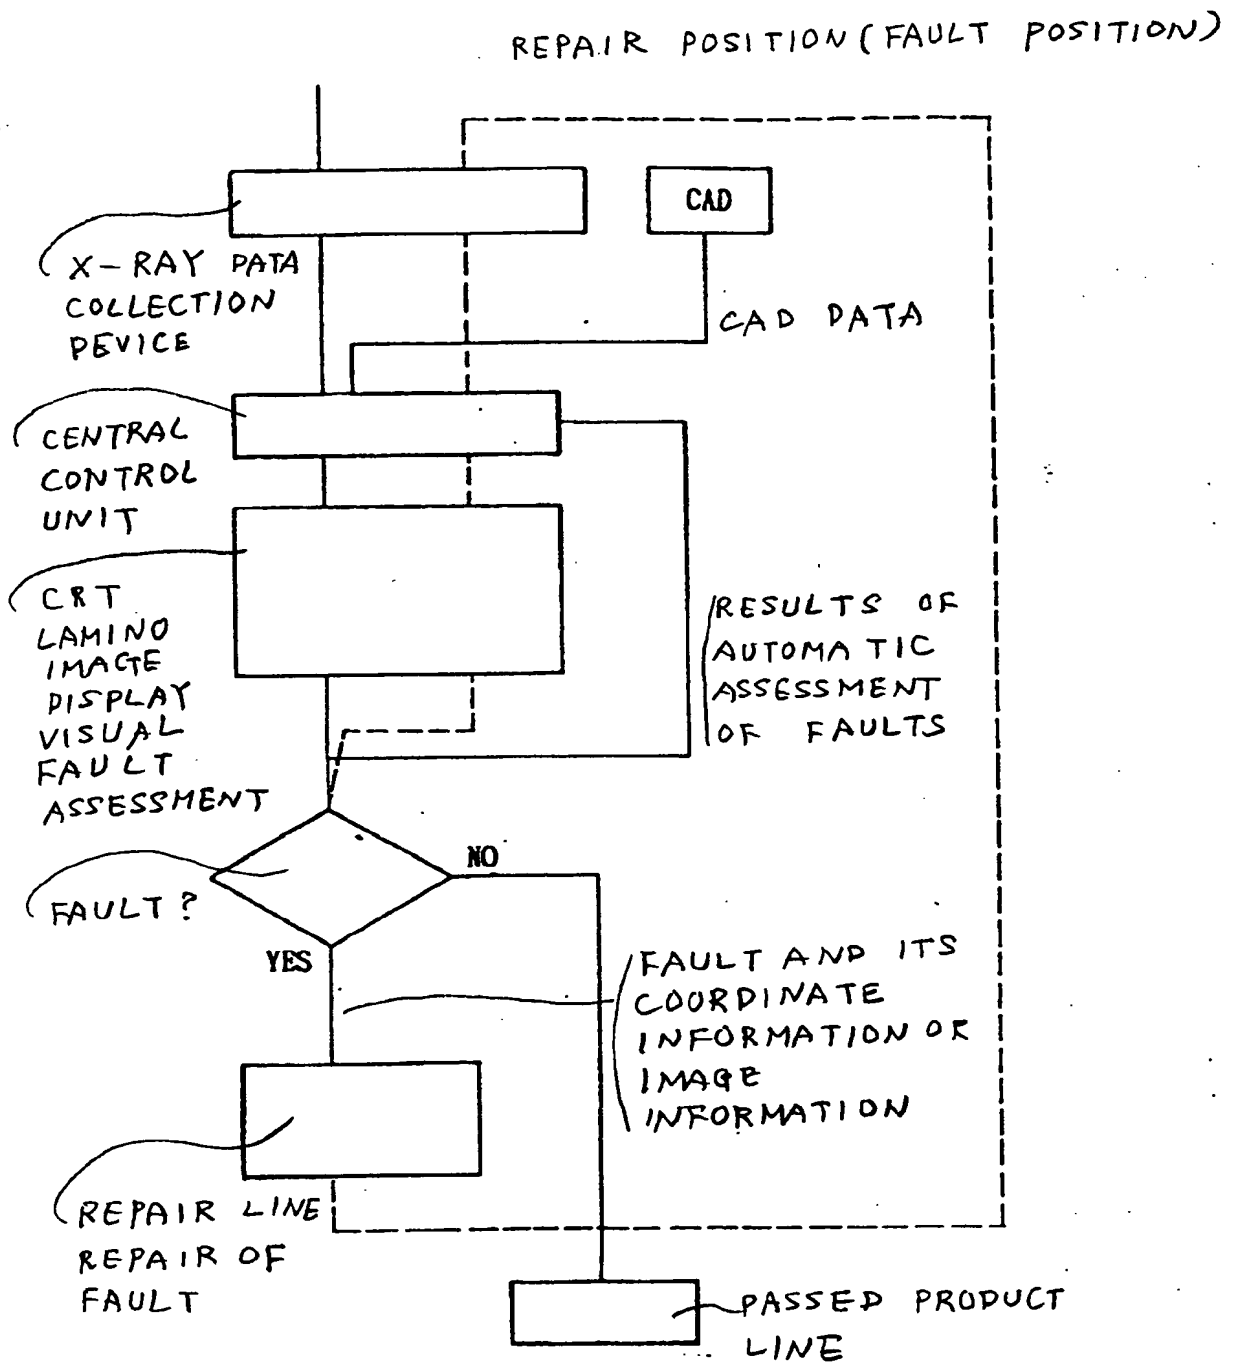 REPAIR POSITION (FAULT POSITION)
CAD
X-RAY DATA
COLLECTION
DEVICE
CAD DATA
CENTRAL
CONTROL
UNIT
CRT
LAMINO
IMAGE
DISPLAY
VISUAL
FAULT
ASSESSMENT
RESULTS OF
AUTOMATIC
ASSESSMENT
OF FAULTS
FAULT?
NO
YES
FAULT AND ITS
COORDINATE
INFORMATION OR
IMAGE
INFORMATION
REPAIR LINE
REPAIR OF
FAULT
PASSED PRODUCT
LINE